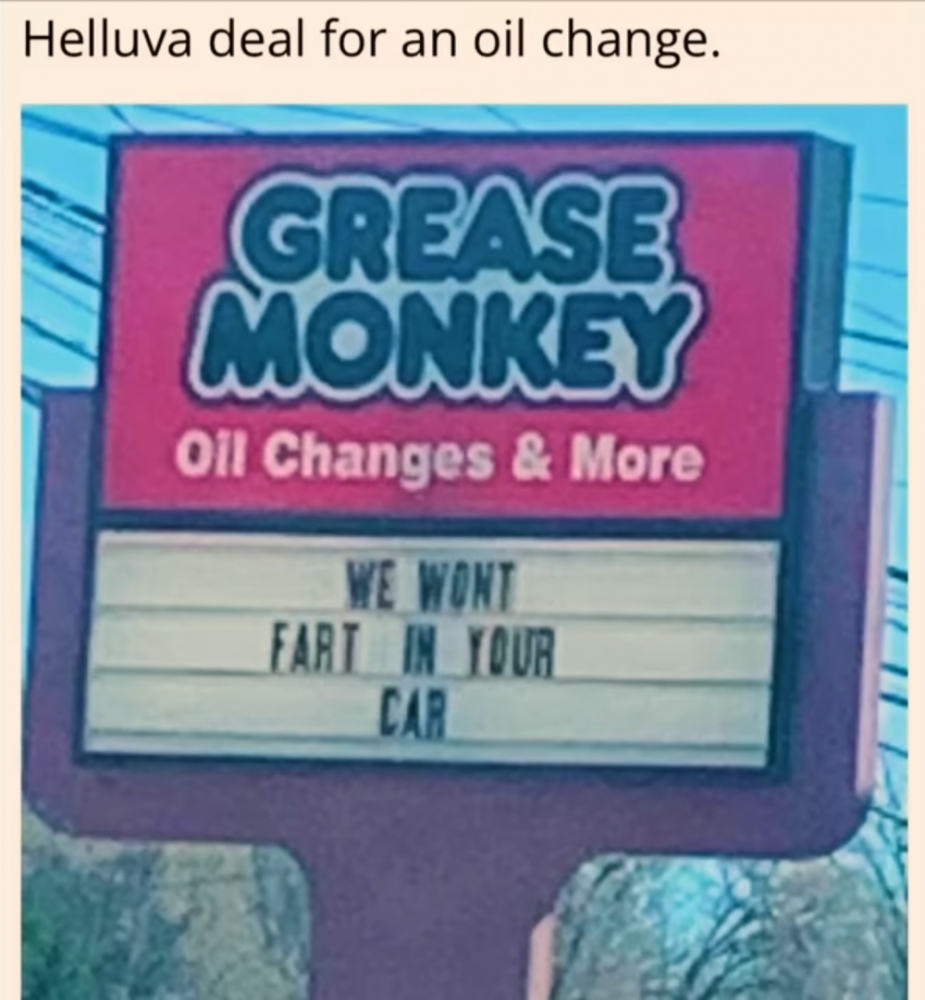 Helluva deal for an oil change.
GREASE
MONKEY
Oil Changes & More
WE WONT
FART IN YOUR
CAR